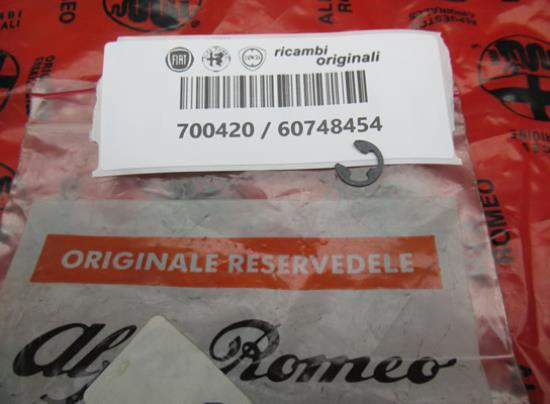 FIAT
ricambi
originali
700420 / 60748454
ORIGINALE RESERVEDELE
Alfa Romeo
ROMEO